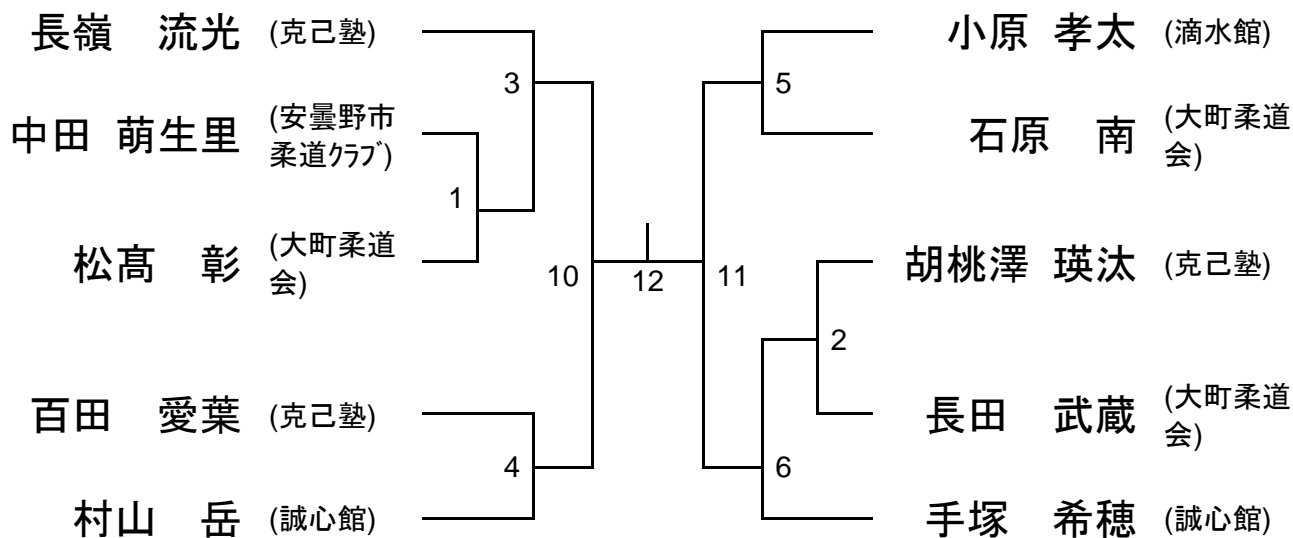 長嶺　流光 (克己塾)
3
中田 萌生里 (安曇野市
柔道ｸﾗﾌﾞ)
1
松髙　彰 (大町柔道
会)
10
百田　愛葉 (克己塾)
4
村山　岳 (誠心館)
12
小原 孝太 (滴水館)
5
石原　南 (大町柔道
会)
11
胡桃澤 瑛汰 (克己塾)
2
長田　武蔵 (大町柔道
会)
6
手塚　希穂 (誠心館)